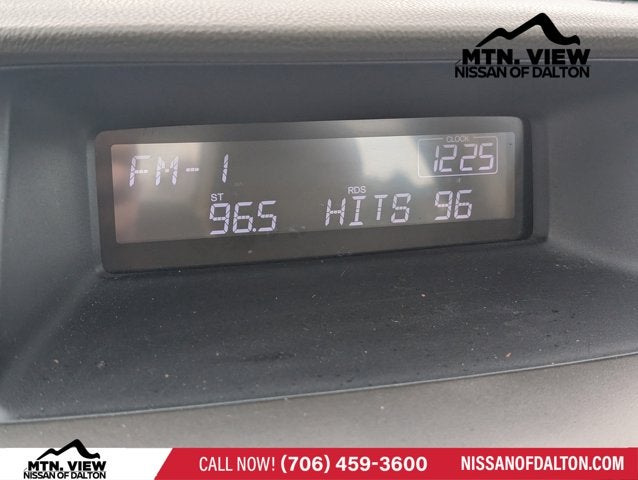 MTN. VIEW
NISSAN OF DALTON
CLOCK
FM-1 1225
ST RDS
96.5 HITS 96
MTN. VIEW
NISSAN OF DALTON
CALL NOW! (706) 459-3600
NISSANOFDALTON.COM